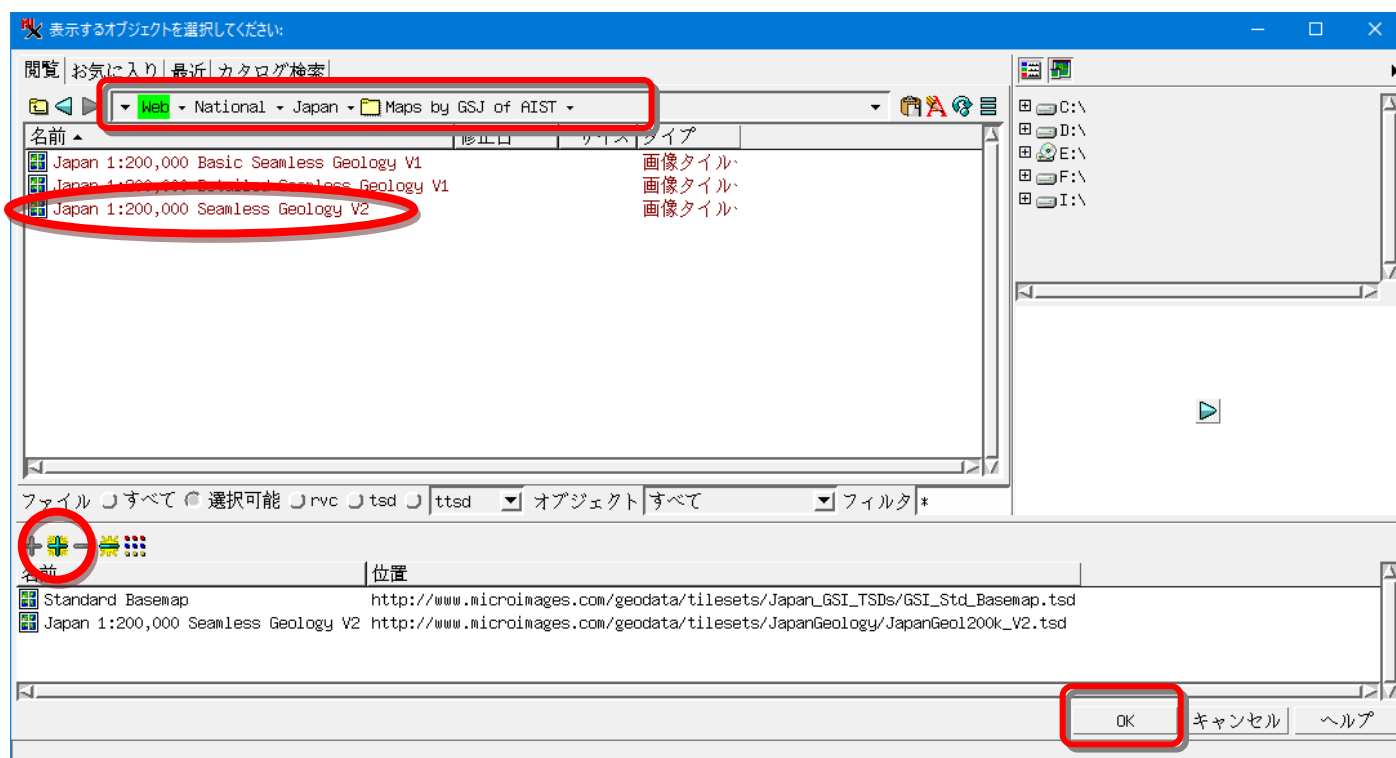 表示するオブジェクトを選択してください:
閲覧 お気に入り 最近 カタログ検索
Web National Japan Maps by GSJ of AIST
名前 修正日 サイズ タイプ
Japan 1:200,000 Basic Seamless Geology V1 画像タイル
Japan 1:200,000 Detailed Seamless Geology V1 画像タイル
Japan 1:200,000 Seamless Geology V2 画像タイル
C:\
D:\
E:\
F:\
I:\
ファイル すべて 選択可能 rvc tsd ttsd オブジェクト すべて フィルタ *
名前 位置
Standard Basemap http://www.microimages.com/geodata/tilesets/Japan_GSI_TSDs/GSI_Std_Basemap.tsd
Japan 1:200,000 Seamless Geology V2 http://www.microimages.com/geodata/tilesets/JapanGeology/JapanGeol200k_V2.tsd
OK キャンセル ヘルプ